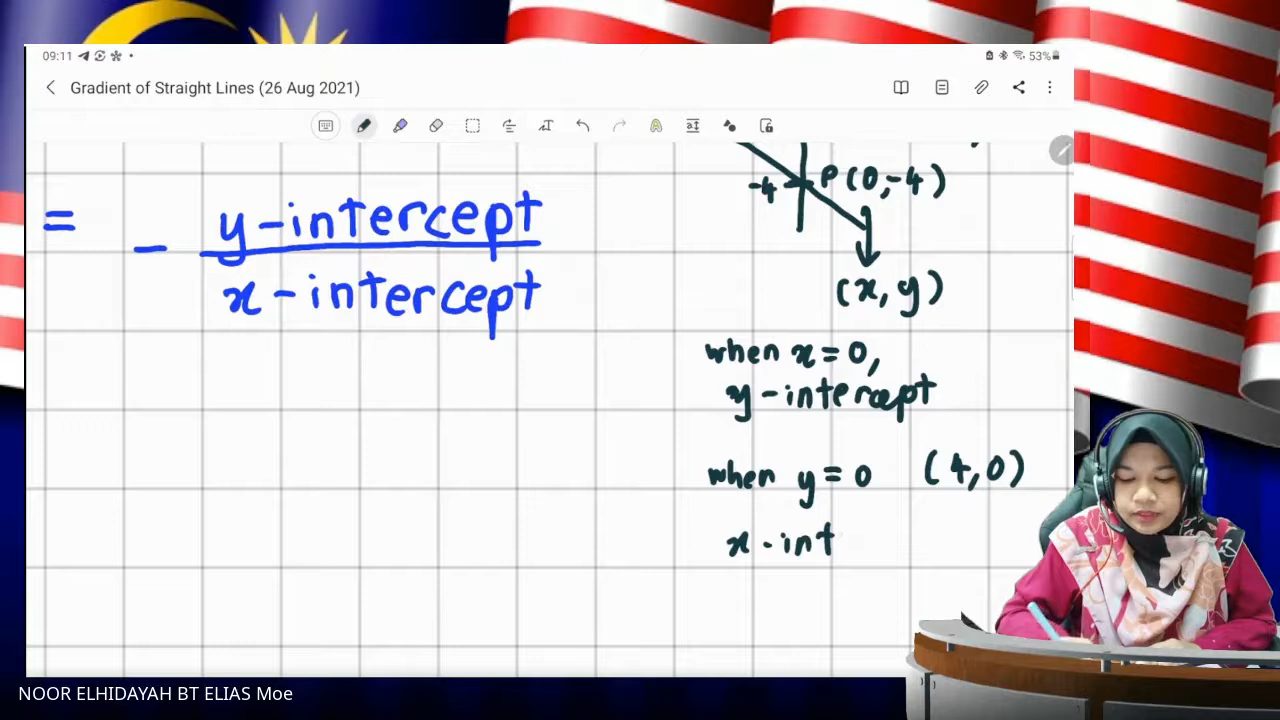 09:11
53%
Gradient of Straight Lines (26 Aug 2021)
= - y-intercept
x-intercept
-4 P(0,-4)
(x, y)
when x = 0,
y-intercept
when y = 0 (4,0)
x-int
NOOR ELHIDAYAH BT ELIAS Moe